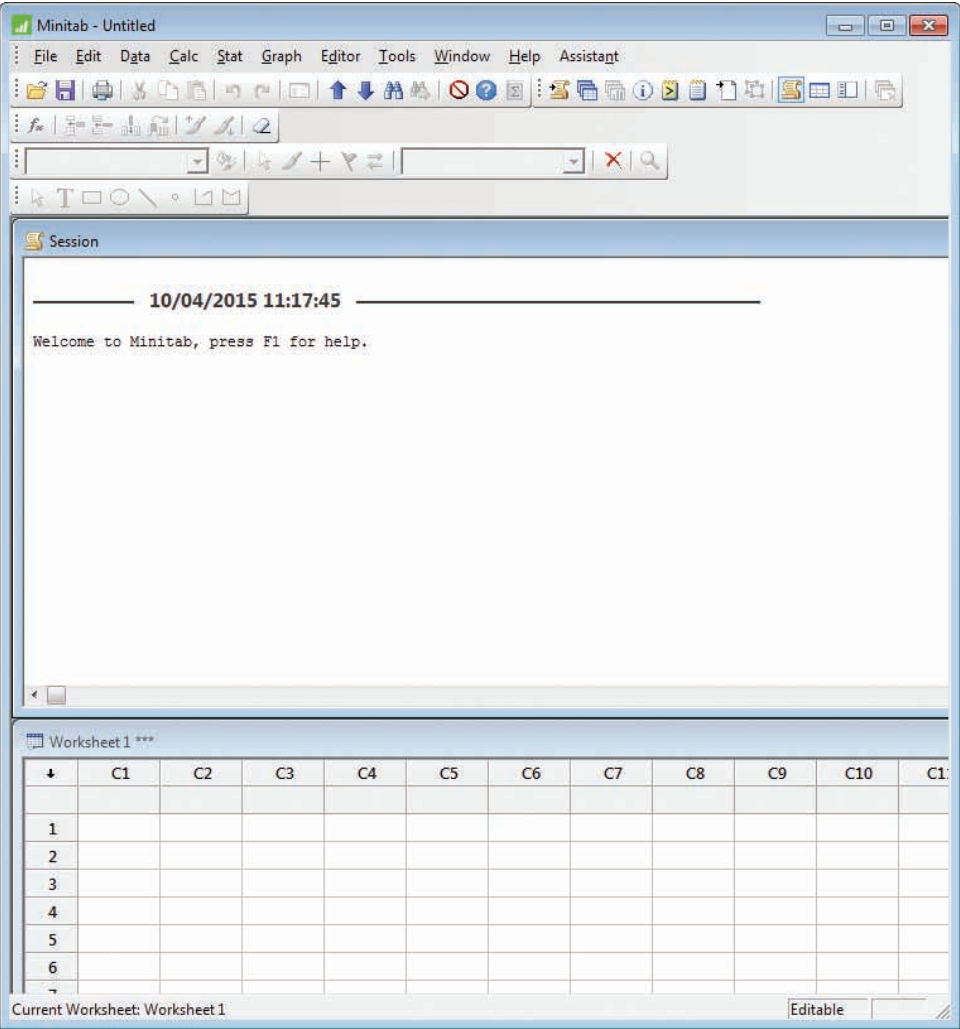 Minitab - Untitled
File Edit Data Calc Stat Graph Editor Tools Window Help Assistant
Session
10/04/2015 11:17:45
Welcome to Minitab, press F1 for help.
Worksheet 1 ***
C1 C2 C3 C4 C5 C6 C7 C8 C9 C10
1
2
3
4
5
6
Current Worksheet: Worksheet 1 Editable